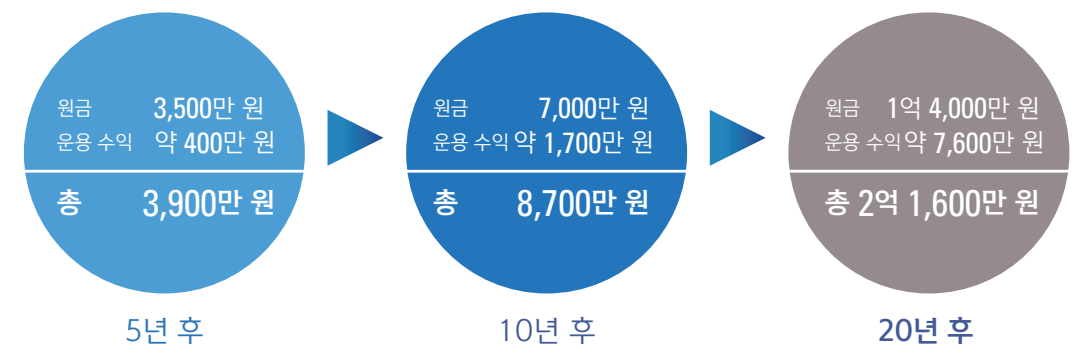 원금 3,500만 원
운용 수익 약 400만 원
총 3,900만 원
5년 후
원금 7,000만 원
운용 수익 약 1,700만 원
총 8,700만 원
10년 후
원금 1억 4,000만 원
운용 수익 약 7,600만 원
총 2억 1,600만 원
20년 후